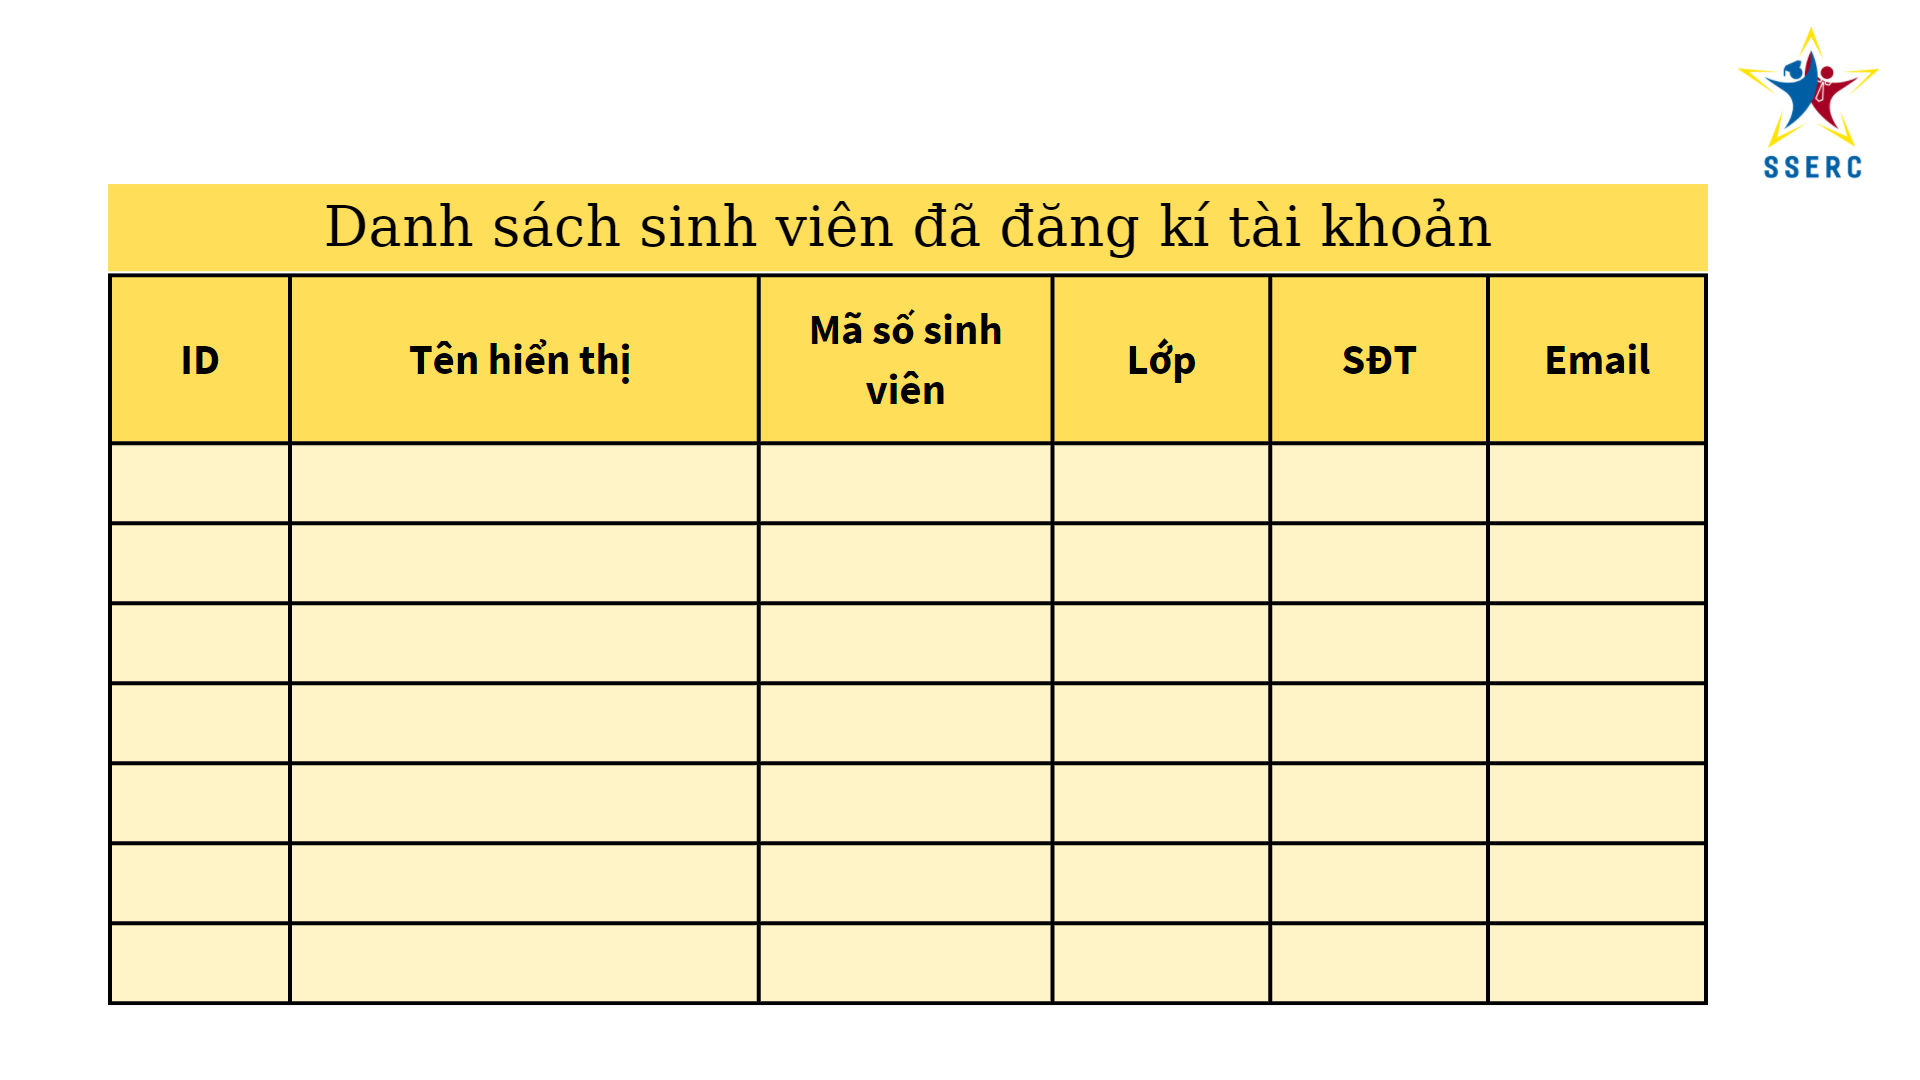 SSERC
Danh sách sinh viên đã đăng kí tài khoản
ID
Tên hiển thị
Mã số sinh
viên
Lớp
SĐT
Email